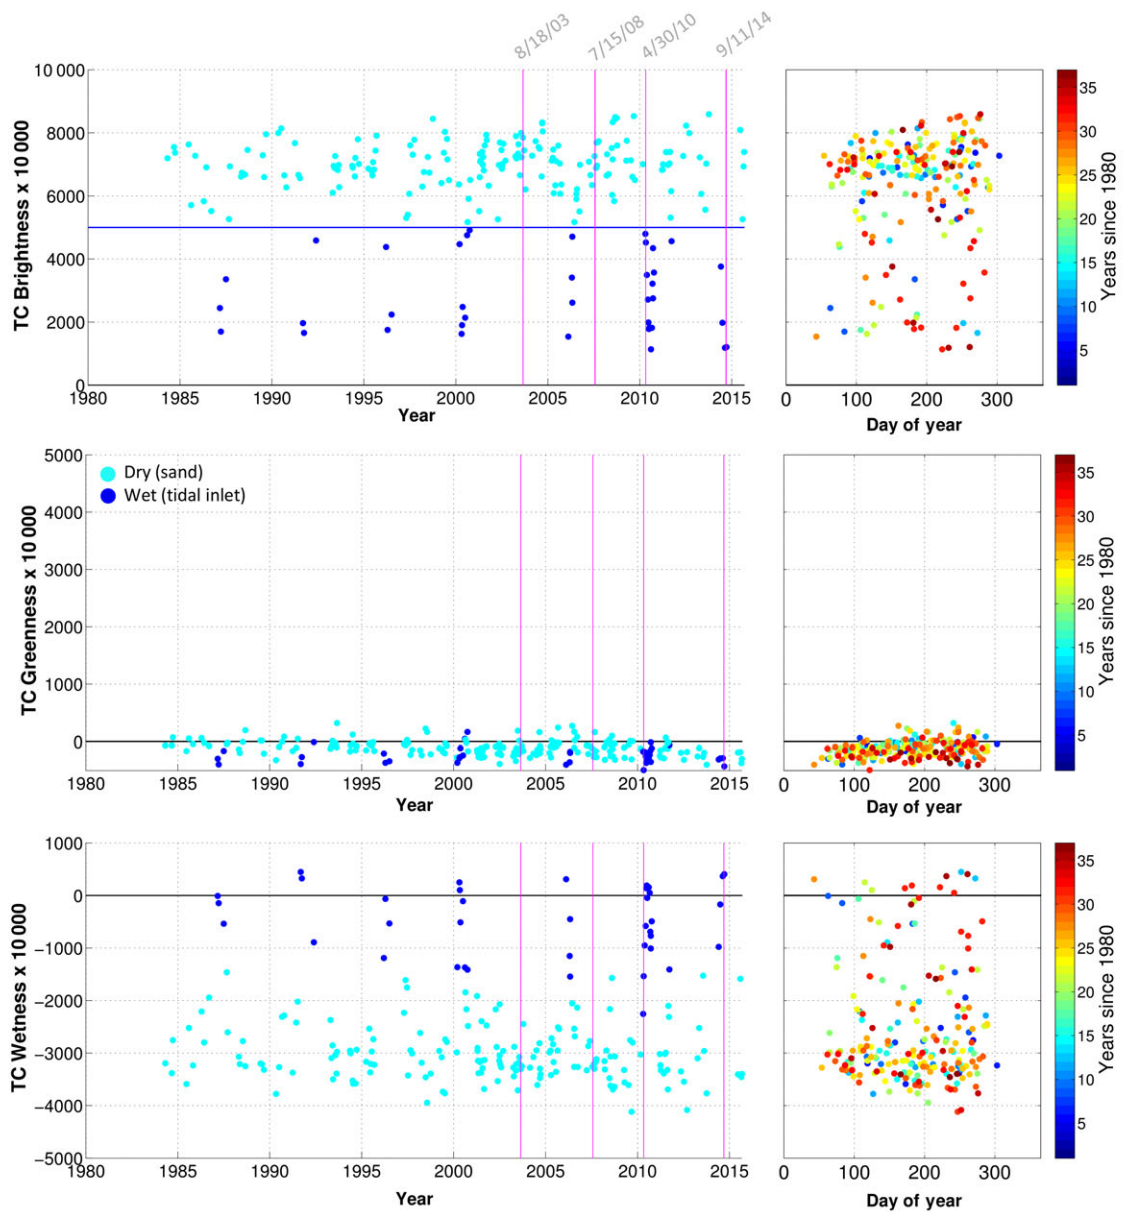 8/18/03 7/15/08 4/30/10 9/11/14
TC Brightness x 10 000
10 000
8000
6000
4000
2000
0
1980 1985 1990 1995 2000 2005 2010 2015
Year
0 100 200 300
Day of year
35
30
25
20
15
10
5
Years since 1980
TC Greenness x 10 000
5000
4000
3000
2000
1000
0
Dry (sand)
Wet (tidal inlet)
1980 1985 1990 1995 2000 2005 2010 2015
Year
0 100 200 300
Day of year
35
30
25
20
15
10
5
Years since 1980
TC Wetness x 10 000
1000
0
−1000
−2000
−3000
−4000
−5000
1980 1985 1990 1995 2000 2005 2010 2015
Year
0 100 200 300
Day of year
35
30
25
20
15
10
5
Years since 1980